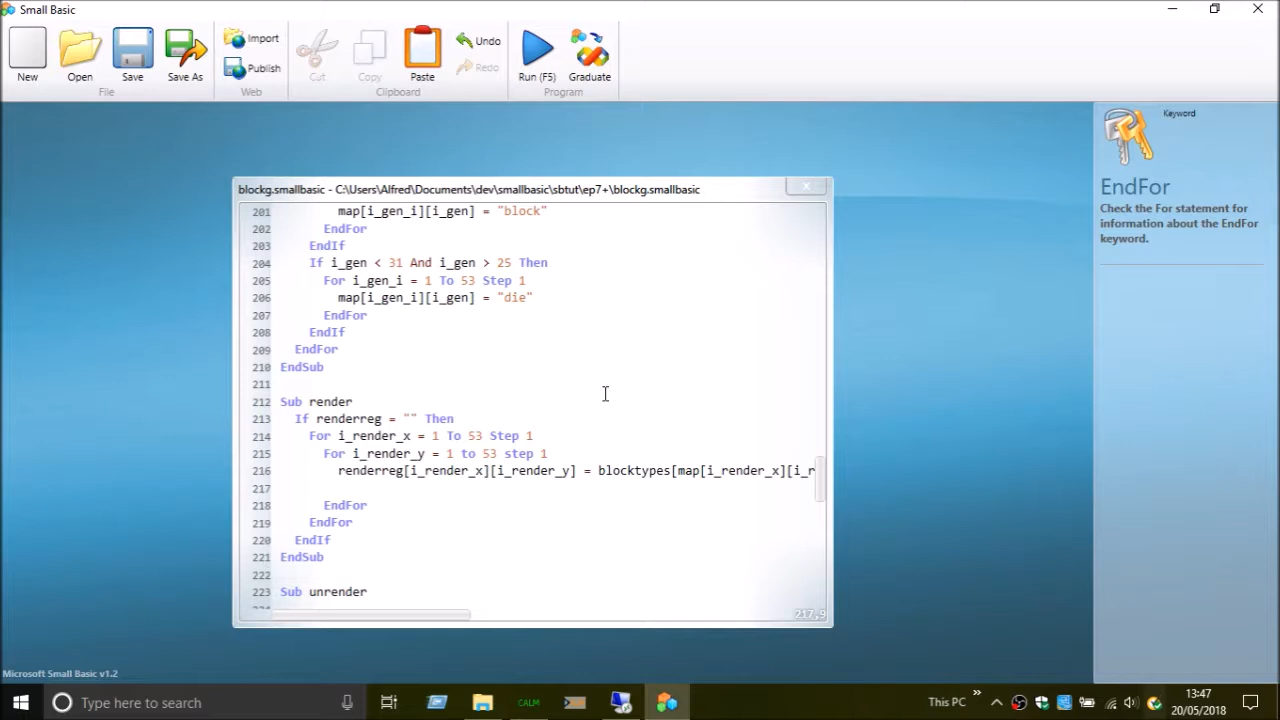 Small Basic
New
Open
Save
Save As
Import
Publish
Cut
Copy
Paste
Undo
Redo
Run (F5)
Graduate
File
Web
Clipboard
Program
Keyword
EndFor
Check the For statement for
information about the EndFor
keyword.
blockg.smallbasic - C:\Users\Alfred\Documents\dev\smallbasic\sbtut\ep7+\blockg.smallbasic
x
201 map[i_gen_i][i_gen] = "block"
202 EndFor
203 EndIf
204 If i_gen < 31 And i_gen > 25 Then
205 For i_gen_i = 1 To 53 Step 1
206 map[i_gen_i][i_gen] = "die"
207 EndFor
208 EndIf
209 EndFor
210 EndSub
211
212 Sub render
213 If renderreg = "" Then
214 For i_render_x = 1 To 53 Step 1
215 For i_render_y = 1 to 53 step 1
216 renderreg[i_render_x][i_render_y] = blocktypes[map[i_render_x][i_r
217
218 EndFor
219 EndFor
220 EndIf
221 EndSub
222
223 Sub unrender
217,9
Microsoft Small Basic v1.2
Type here to search
CALM
This PC
13:47
20/05/2018